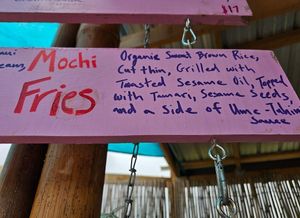 $17
Mochi
Fries
Organic Sweet Brown Rice,
Cut thin, Grilled with
Toasted Sesame Oil, Topped
with Tamari, Sesame Seeds,
and a Side of Ume-Tahini
Sauce